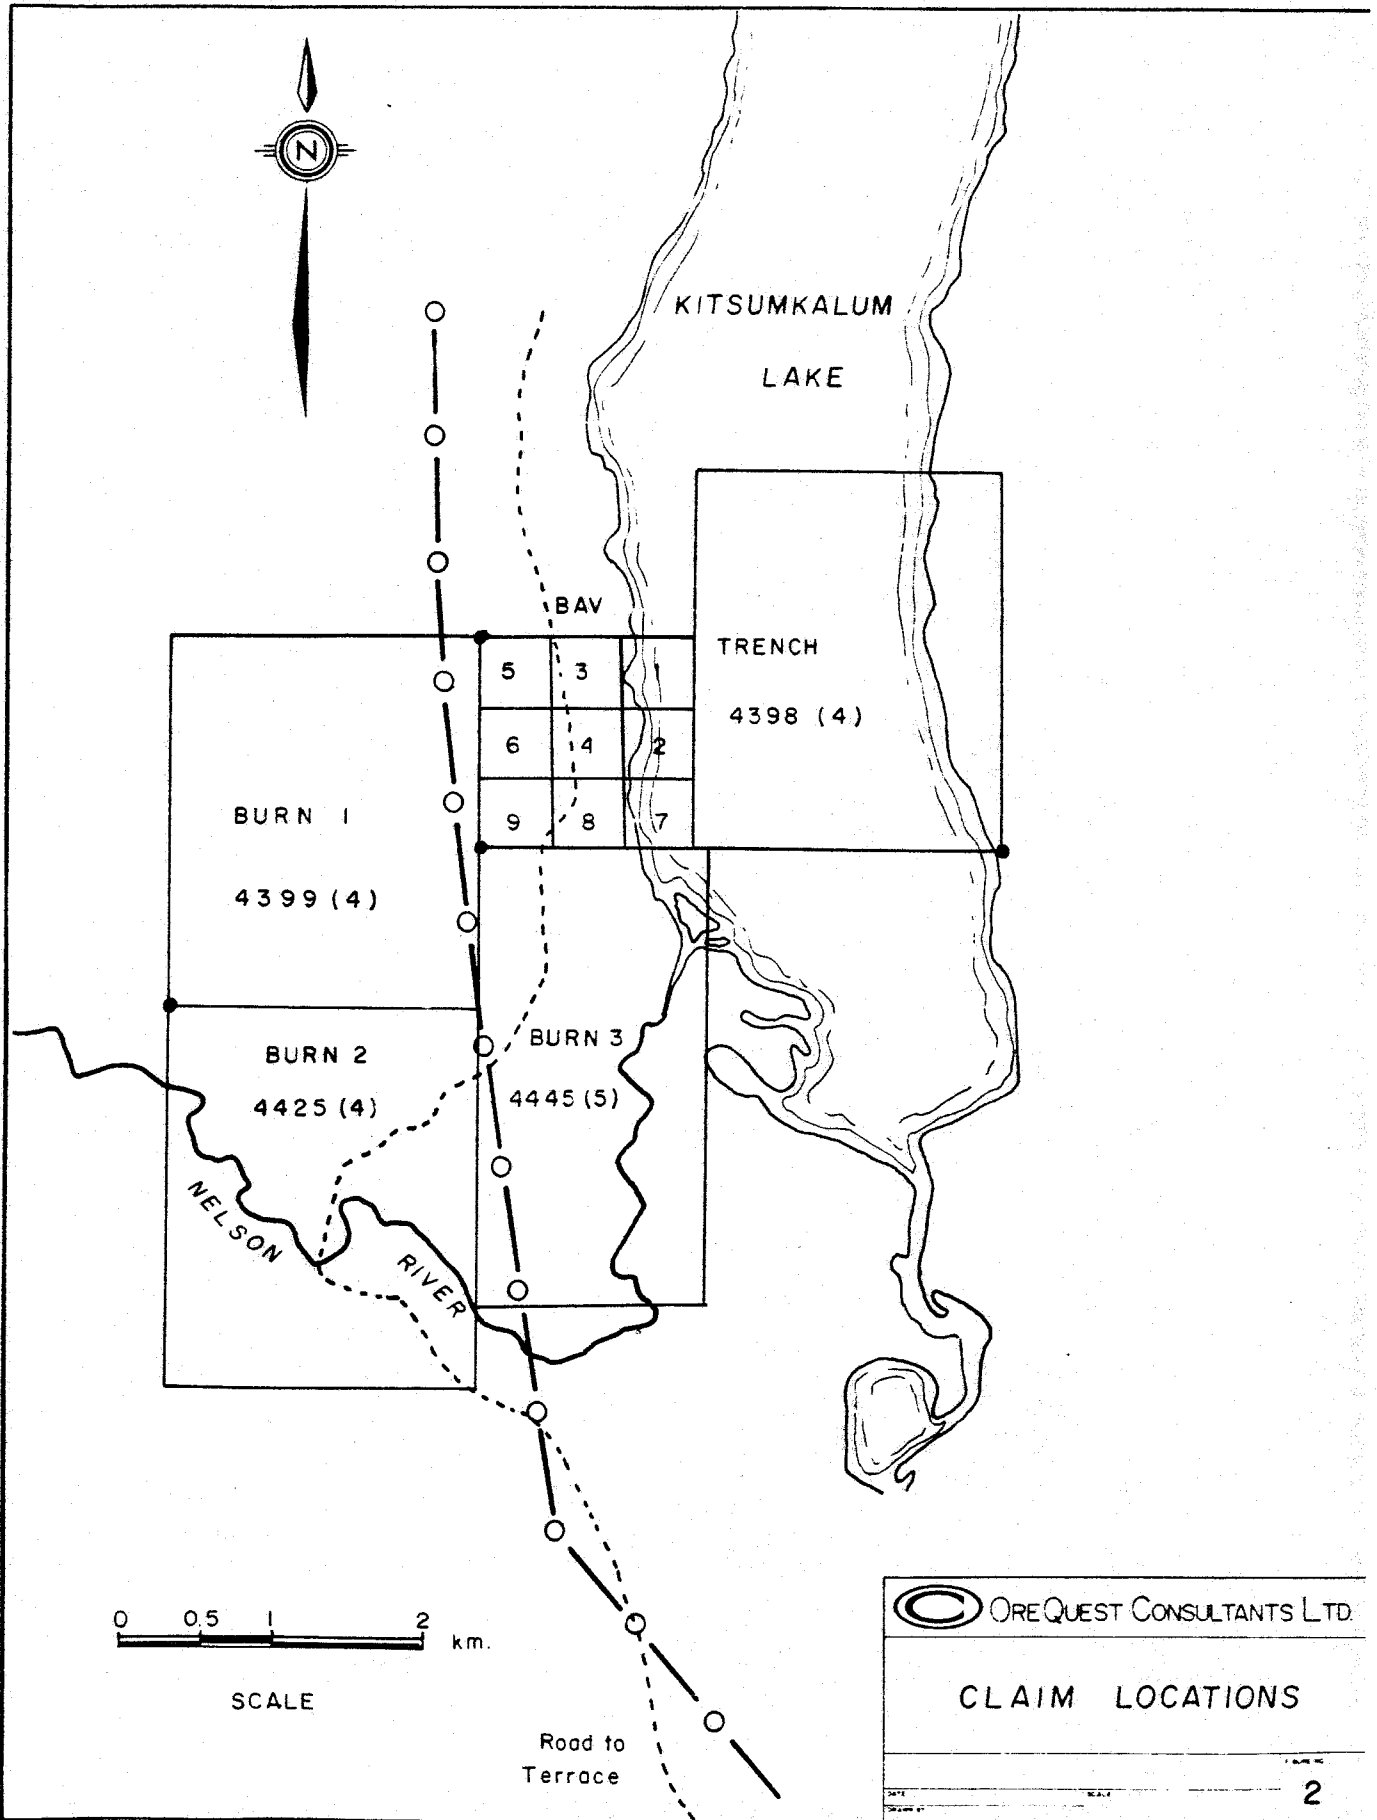 N
KITSUMKALUM
LAKE
BAV
TRENCH
4398 (4)
5
3
1
6
4
2
9
8
7
BURN 1
4399 (4)
BURN 2
4425 (4)
BURN 3
4445 (5)
NELSON
RIVER
0 0.5 1 2
km.
SCALE
Road to
Terrace
OREQUEST CONSULTANTS LTD.
CLAIM LOCATIONS
DATE
SCALE
2